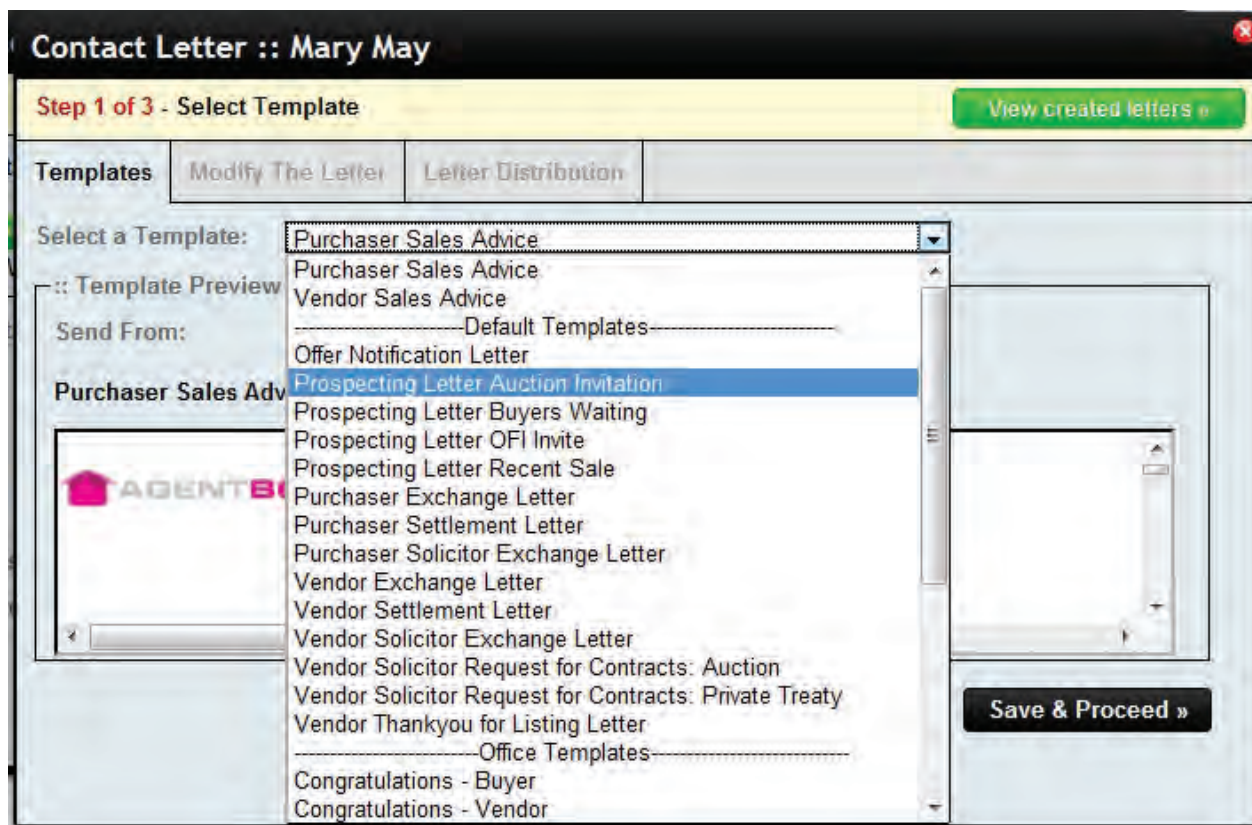 Contact Letter :: Mary May
Step 1 of 3 - Select Template
View created letters »
Templates
Modify The Letter
Letter Distribution
Select a Template:
Purchaser Sales Advice
Purchaser Sales Advice
Vendor Sales Advice
-----------------------Default Templates-------------------------
Offer Notification Letter
Prospecting Letter Auction Invitation
Prospecting Letter Buyers Waiting
Prospecting Letter OFI Invite
Prospecting Letter Recent Sale
Purchaser Exchange Letter
Purchaser Settlement Letter
Purchaser Solicitor Exchange Letter
Vendor Exchange Letter
Vendor Settlement Letter
Vendor Solicitor Exchange Letter
Vendor Solicitor Request for Contracts: Auction
Vendor Solicitor Request for Contracts: Private Treaty
Vendor Thankyou for Listing Letter
-------------------------Office Templates---------------------------
Congratulations - Buyer
Congratulations - Vendor
:: Template Preview
Send From:
Purchaser Sales Adv
AGENTB
Save & Proceed »